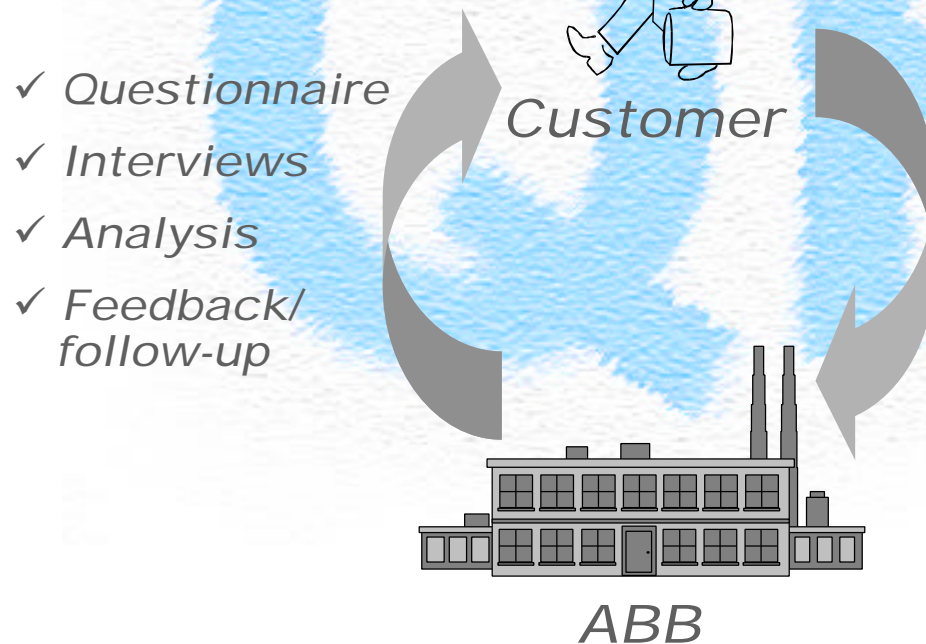 ✓ Questionnaire
✓ Interviews
✓ Analysis
✓ Feedback/
follow-up
Customer
ABB